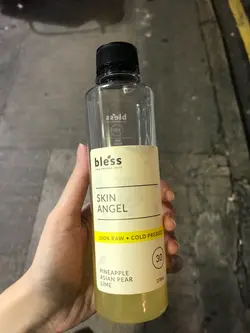 bless
SKIN
ANGEL
100% RAW + COLD PRESSED
30
PINEAPPLE
ASIAN PEAR
LIME